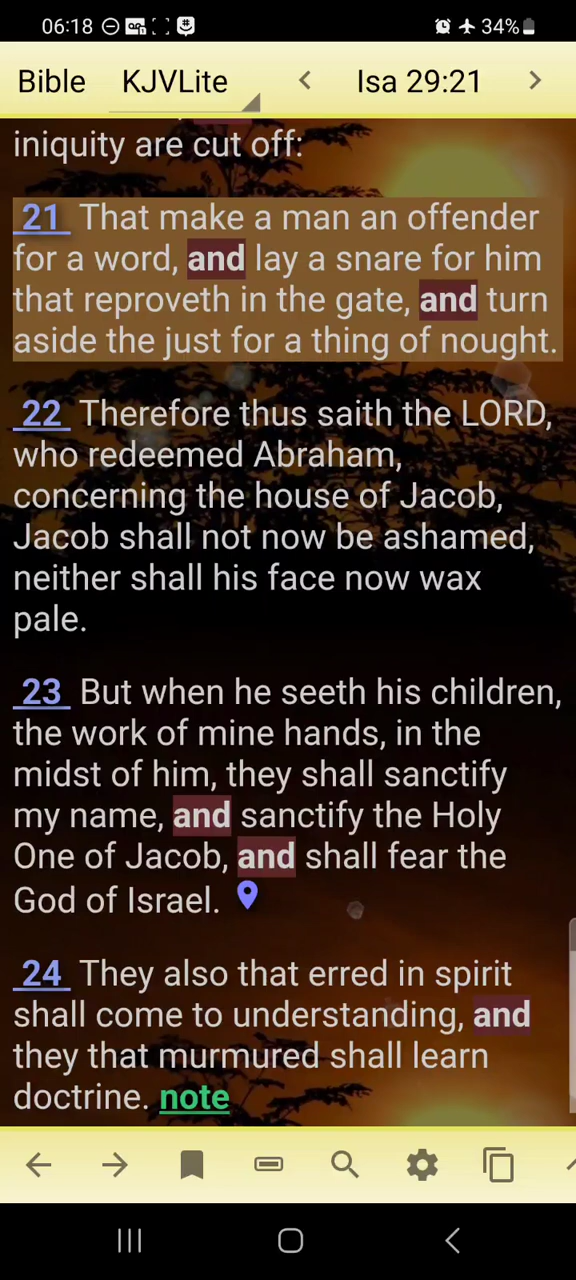 06:18 34%
Bible KJVLite Isa 29:21
iniquity are cut off:
21 That make a man an offender
for a word, and lay a snare for him
that reproveth in the gate, and turn
aside the just for a thing of nought.
22 Therefore thus saith the LORD,
who redeemed Abraham,
concerning the house of Jacob,
Jacob shall not now be ashamed,
neither shall his face now wax
pale.
23 But when he seeth his children,
the work of mine hands, in the
midst of him, they shall sanctify
my name, and sanctify the Holy
One of Jacob, and shall fear the
God of Israel.
24 They also that erred in spirit
shall come to understanding, and
they that murmured shall learn
doctrine. note